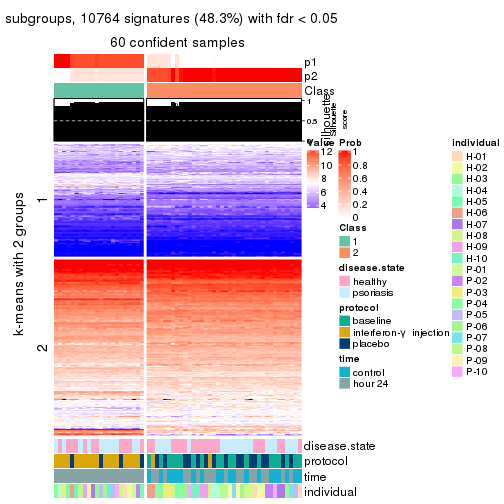 subgroups, 10764 signatures (48.3%) with fdr < 0.05
60 confident samples
p1
p2
Class
1
0.5
Silhouette
score
k-means with 2 groups
1
2
disease.state
protocol
time
individual
Value
12
10
8
6
4
Prob
1
0.8
0.6
0.4
0.2
0
Class
1
2
disease.state
healthy
psoriasis
protocol
baseline
interferon-γ injection
placebo
time
control
hour 24
individual
H-01
H-02
H-03
H-04
H-05
H-06
H-07
H-08
H-09
H-10
P-01
P-02
P-03
P-04
P-05
P-06
P-07
P-08
P-09
P-10